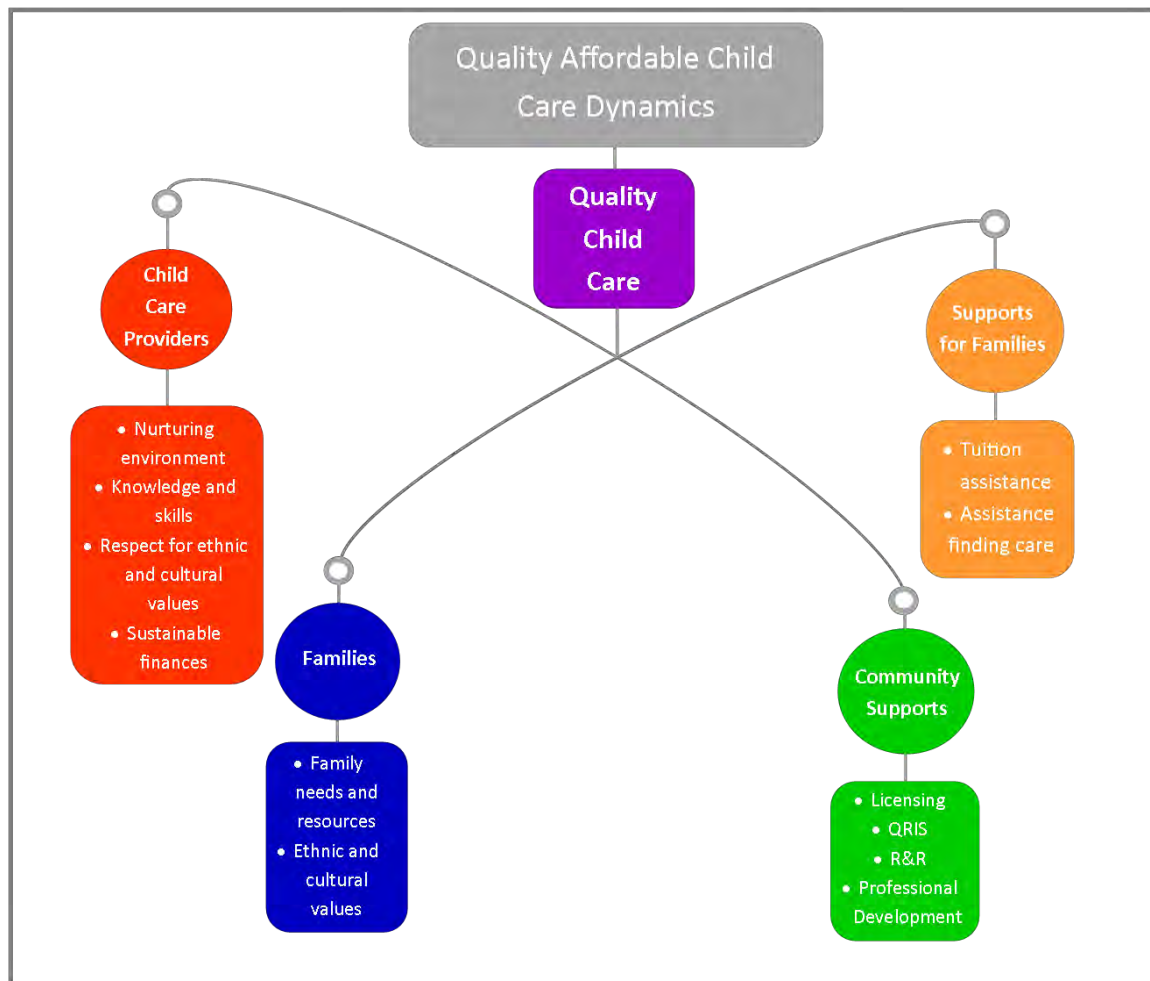 Quality Affordable Child
Care Dynamics
Quality
Child
Care
Child
Care
Providers
• Nurturing
environment
• Knowledge and
skills
• Respect for ethnic
and cultural
values
• Sustainable
finances
Families
• Family
needs and
resources
• Ethnic and
cultural
values
Supports
for Families
• Tuition
assistance
• Assistance
finding care
Community
Supports
• Licensing
• QRIS
• R&R
• Professional
Development